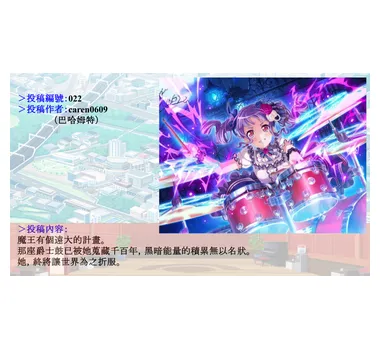 ＞投稿編號:022
＞投稿作者:caren0609
(巴哈姆特)
＞投稿內容:
魔王有個遠大的計畫。
那座爵士鼓已被她蒐藏千百年，黑暗能量的積累無以名狀。
她，終將讓世界為之折服。